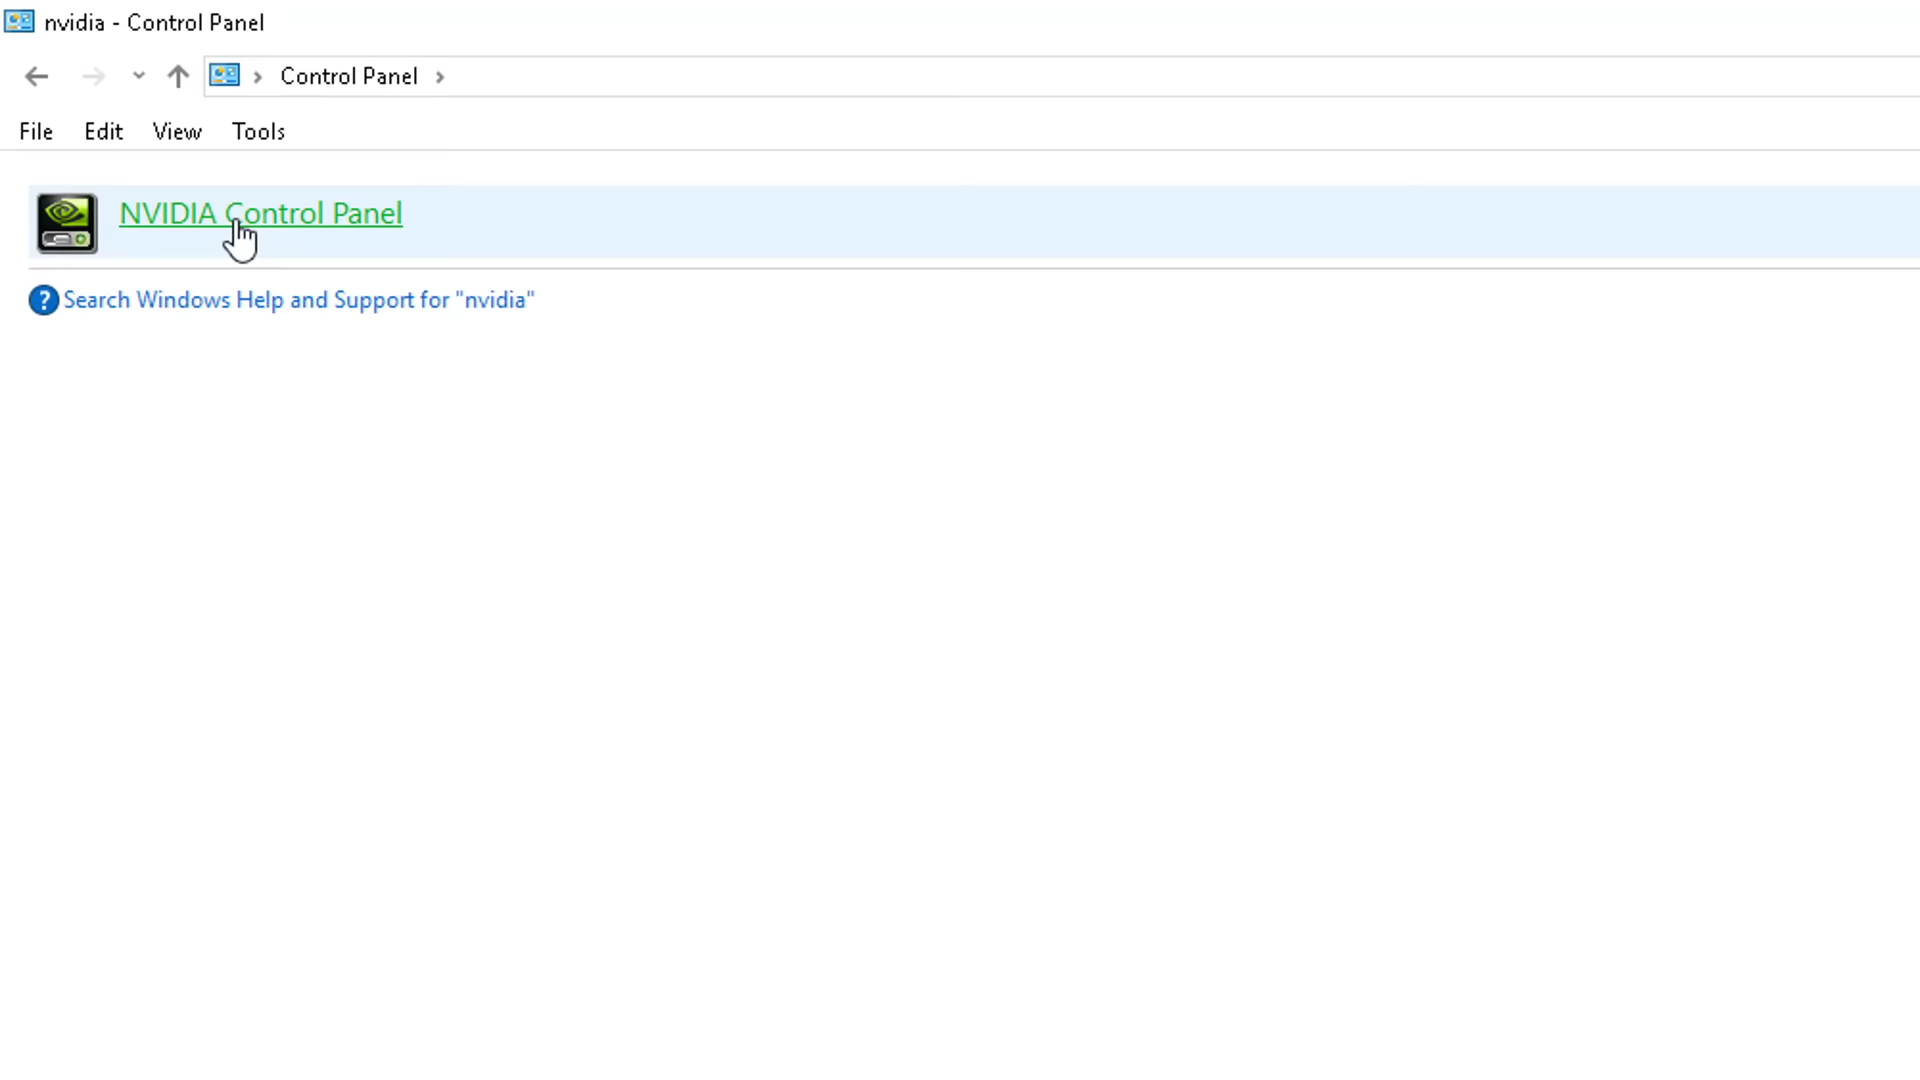 nvidia - Control Panel
Control Panel
File Edit View Tools
NVIDIA Control Panel
? Search Windows Help and Support for "nvidia"